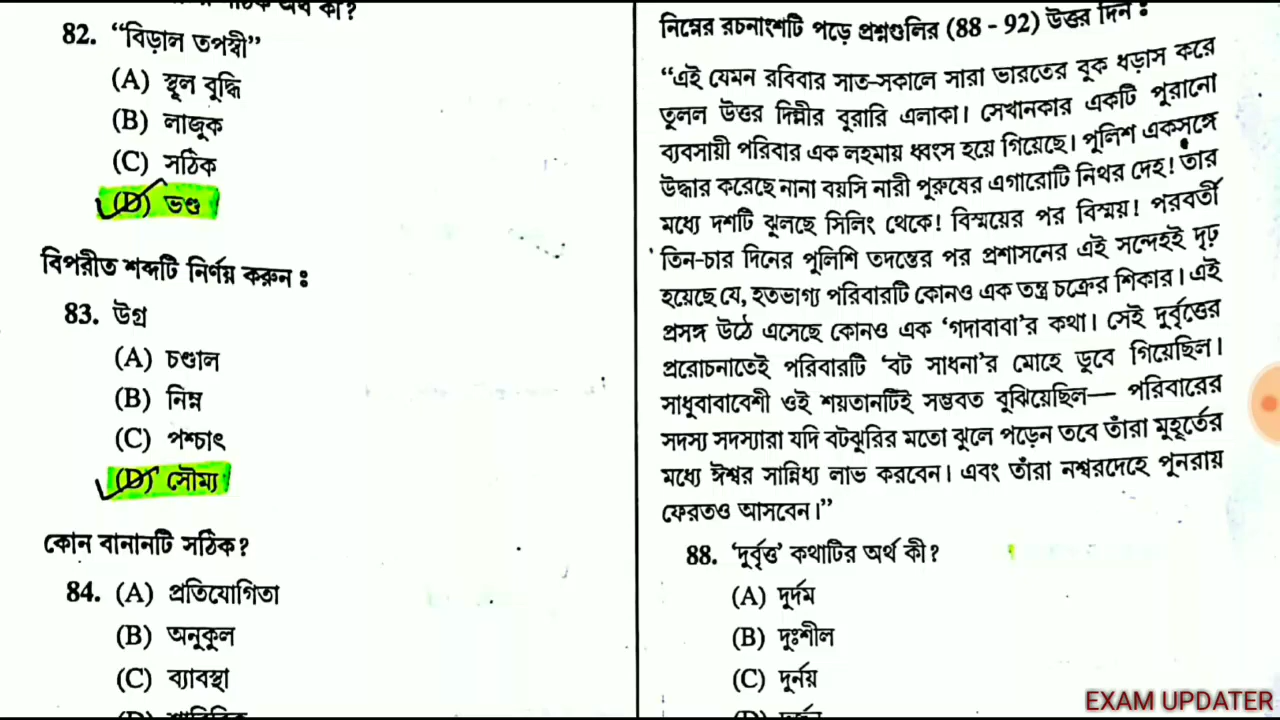 সঠিক অর্থ কী?
82. “বিড়াল তপস্বী”
(A) স্থূল বুদ্ধি
(B) লাজুক
(C) সঠিক
(D) ভণ্ড
বিপরীত শব্দটি নির্ণয় করুন :
83. উগ্র
(A) চণ্ডাল
(B) নিম্ন
(C) পশ্চাৎ
(D) সৌম্য
কোন বানানটি সঠিক?
84. (A) প্রতিযোগিতা
(B) অনুকুল
(C) ব্যাবস্থা
(D) শারিরিক
নিম্নের রচনাংশটি পড়ে প্রশ্নগুলির (88 - 92) উত্তর দিন :
“এই যেমন রবিবার সাত-সকালে সারা ভারতের বুক ধড়াস করে
তুলল উত্তর দিল্লীর বুরারি এলাকা। সেখানকার একটি পুরানো
ব্যবসায়ী পরিবার এক লহমায় ধ্বংস হয়ে গিয়েছে। পুলিশ একসঙ্গে
উদ্ধার করেছে নানা বয়সি নারী পুরুষের এগারোটি নিথর দেহ! তার
মধ্যে দশটি ঝুলছে সিলিং থেকে! বিস্ময়ের পর বিস্ময়! পরবর্তী
তিন-চার দিনের পুলিশি তদন্তের পর প্রশাসনের এই সন্দেহই দৃঢ়
হয়েছে যে, হতভাগ্য পরিবারটি কোনও এক তন্ত্র চক্রের শিকার। এই
প্রসঙ্গ উঠে এসেছে কোনও এক ‘গদাবাবা’র কথা। সেই দুর্বৃত্তের
প্ররোচনাতেই পরিবারটি ‘বট সাধনা’র মোহে ডুবে গিয়েছিল।
সাধুবাবাবেশী ওই শয়তানটিই সম্ভবত বুঝিয়েছিল— পরিবারের
সদস্য সদস্যারা যদি বটঝুরির মতো ঝুলে পড়েন তবে তাঁরা মুহূর্তের
মধ্যে ঈশ্বর সান্নিধ্য লাভ করবেন। এবং তাঁরা নশ্বরদেহে পুনরায়
ফেরতও আসবেন।”
88. ‘দুর্বৃত্ত’ কথাটির অর্থ কী?
(A) দুর্দম
(B) দুঃশীল
(C) দুর্নয়
(D) দুর্জন
EXAM UPDATER